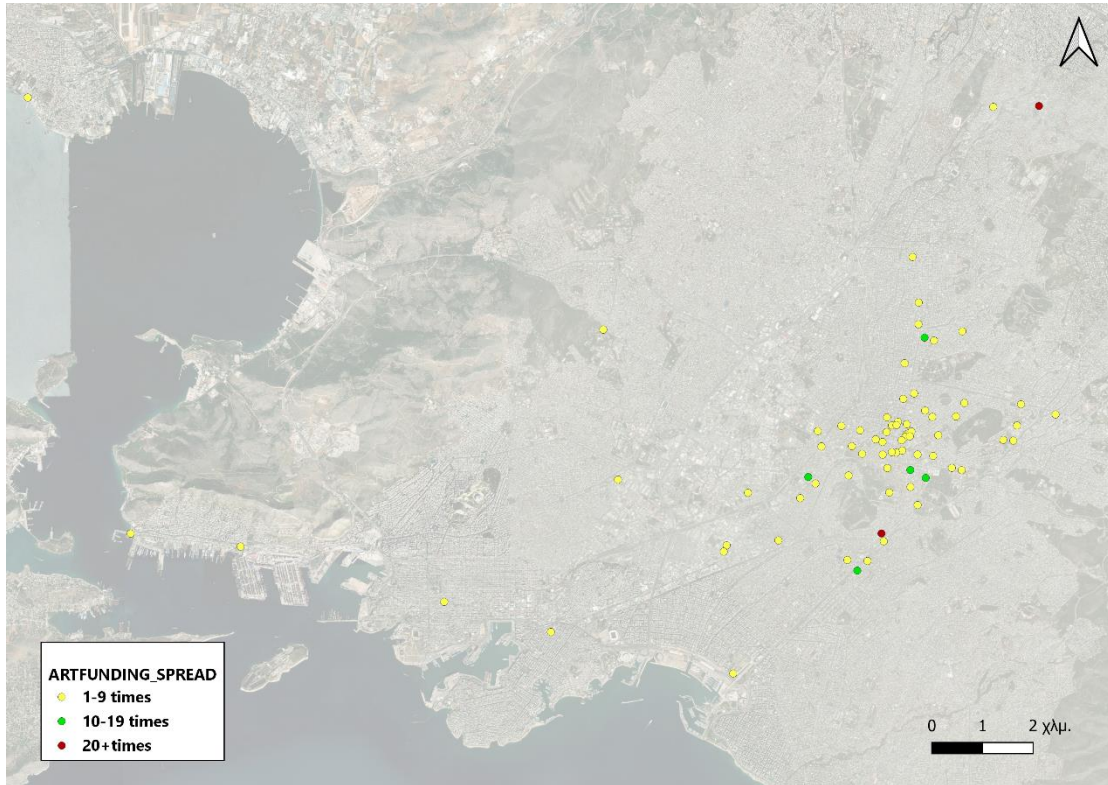 ARTFUNDING_SPREAD
1-9 times
10-19 times
20+times
0 1 2 χλμ.